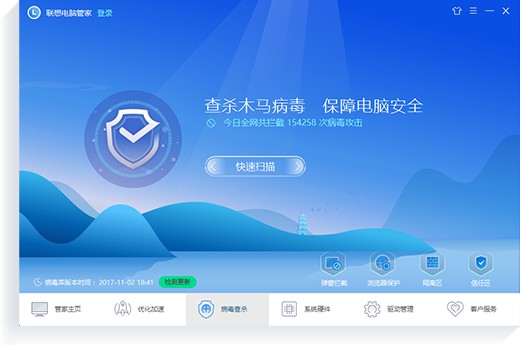 联想电脑管家 登录
查杀木马病毒 保障电脑安全
今日全网共拦截 154258 次病毒攻击
快速扫描
弹窗拦截 浏览器保护 隔离区 信任区
病毒库版本时间：2017-11-02 18:41 检测更新
管家主页 优化加速 病毒查杀 系统硬件 驱动管理 客户服务